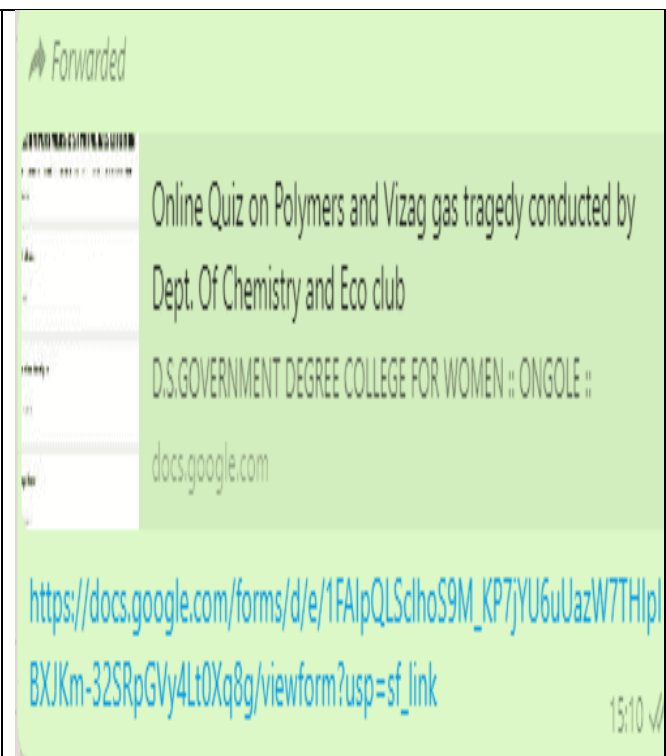 Forwarded
Online Quiz on Polymers and Vizag gas tragedy conducted by
Dept. Of Chemistry and Eco club
D.S.GOVERNMENT DEGREE COLLEGE FOR WOMEN :: ONGOLE ::
docs.google.com
https://docs.google.com/forms/d/e/1FAIpQLSclhoS9M_KP7jYU6uUazW7THlpI
BXJKm-32SRpGVy4Lt0Xq8g/viewform?usp=sf_link
15:10